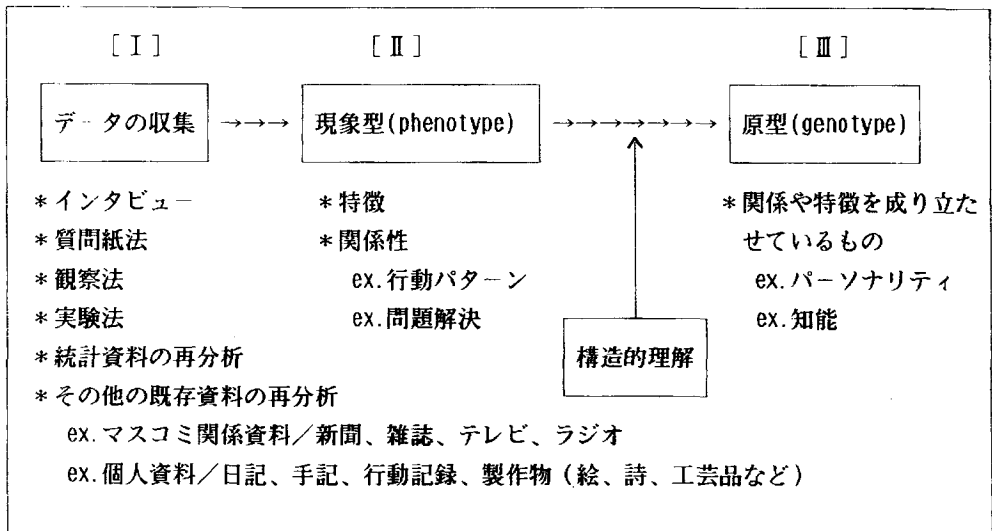 [Ⅰ] [Ⅱ] [Ⅲ]
データの収集 →→→ 現象型(phenotype) →→→→→→→ 原型(genotype)
*インタビュー *特徴 *関係や特徴を成り立た
*質問紙法 *関係性 せているもの
*観察法 ex.行動パターン ex.パーソナリティ
*実験法 ex.問題解決 ex.知能
*統計資料の再分析 構造的理解
*その他の既存資料の再分析
ex.マスコミ関係資料/新聞、雑誌、テレビ、ラジオ
ex.個人資料/日記、手記、行動記録、製作物(絵、詩、工芸品など)